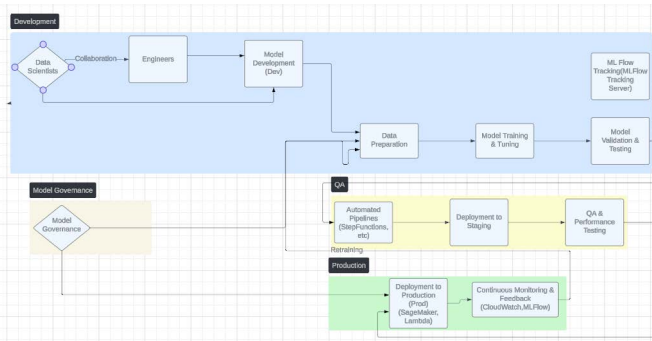 Development
Data
Scientists
Collaboration
Engineers
Morfel
Development
(Dev)
ML Flow
Tracking(MLFlow
Tracking
Server)
Data
Preparation
Model Training
& Tuning
Model
Validation &
Testing
Model Governance
Model
Governance
QA
Automated
Pipelines
(StepFunctions,
etc)
Deployment to
Staging
QA &
Performance
Testing
Retraining
Production
Deployment to
Production
(Prod)
(SageMaker,
Lambda)
Continuous Monitoring &
Feedback
(CloudWatch,MLFlow)